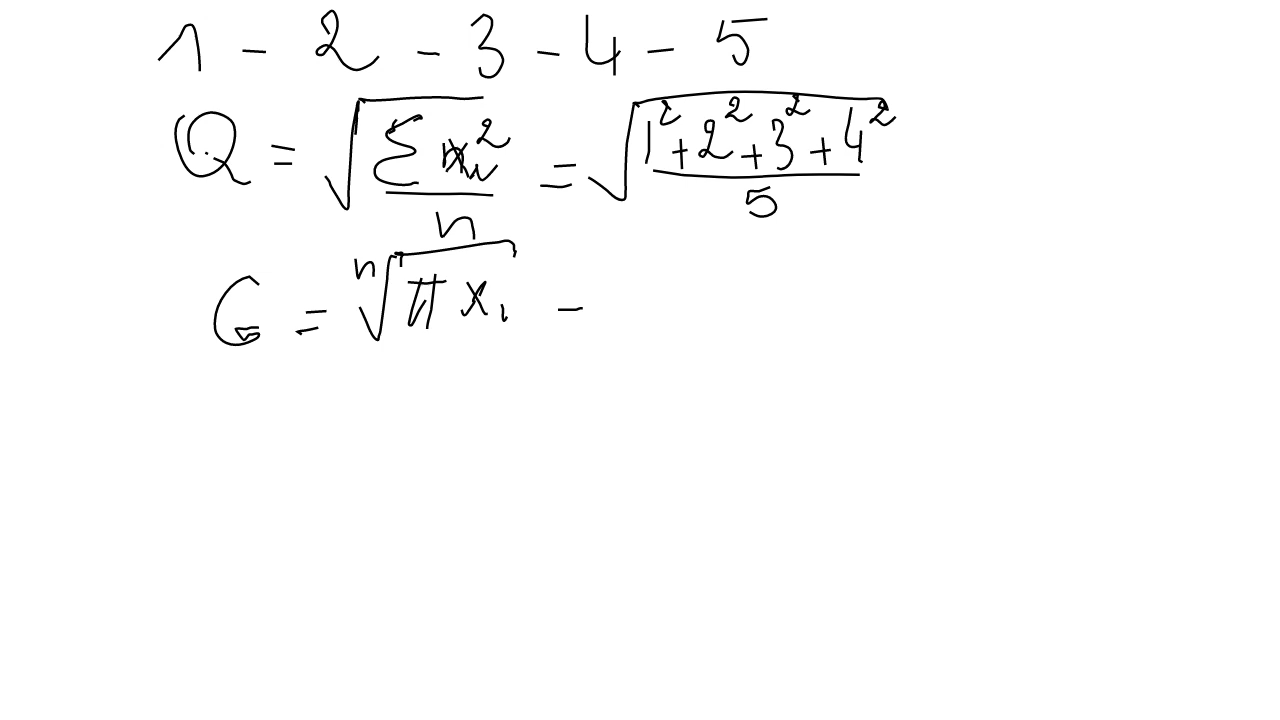 1 - 2 - 3 - 4 - 5
Q = √(Σ xᵢ² / n) = √((1² + 2² + 3² + 4²) / 5)
G = ⁿ√(π xᵢ) -